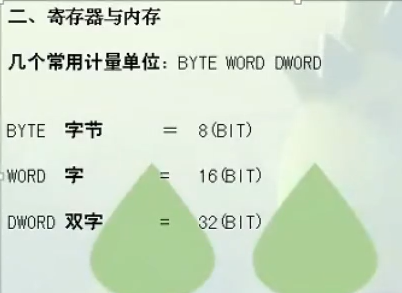 二、寄存器与内存
几个常用计量单位：BYTE WORD DWORD
BYTE 字节 = 8(BIT)
WORD 字 = 16(BIT)
DWORD 双字 = 32(BIT)